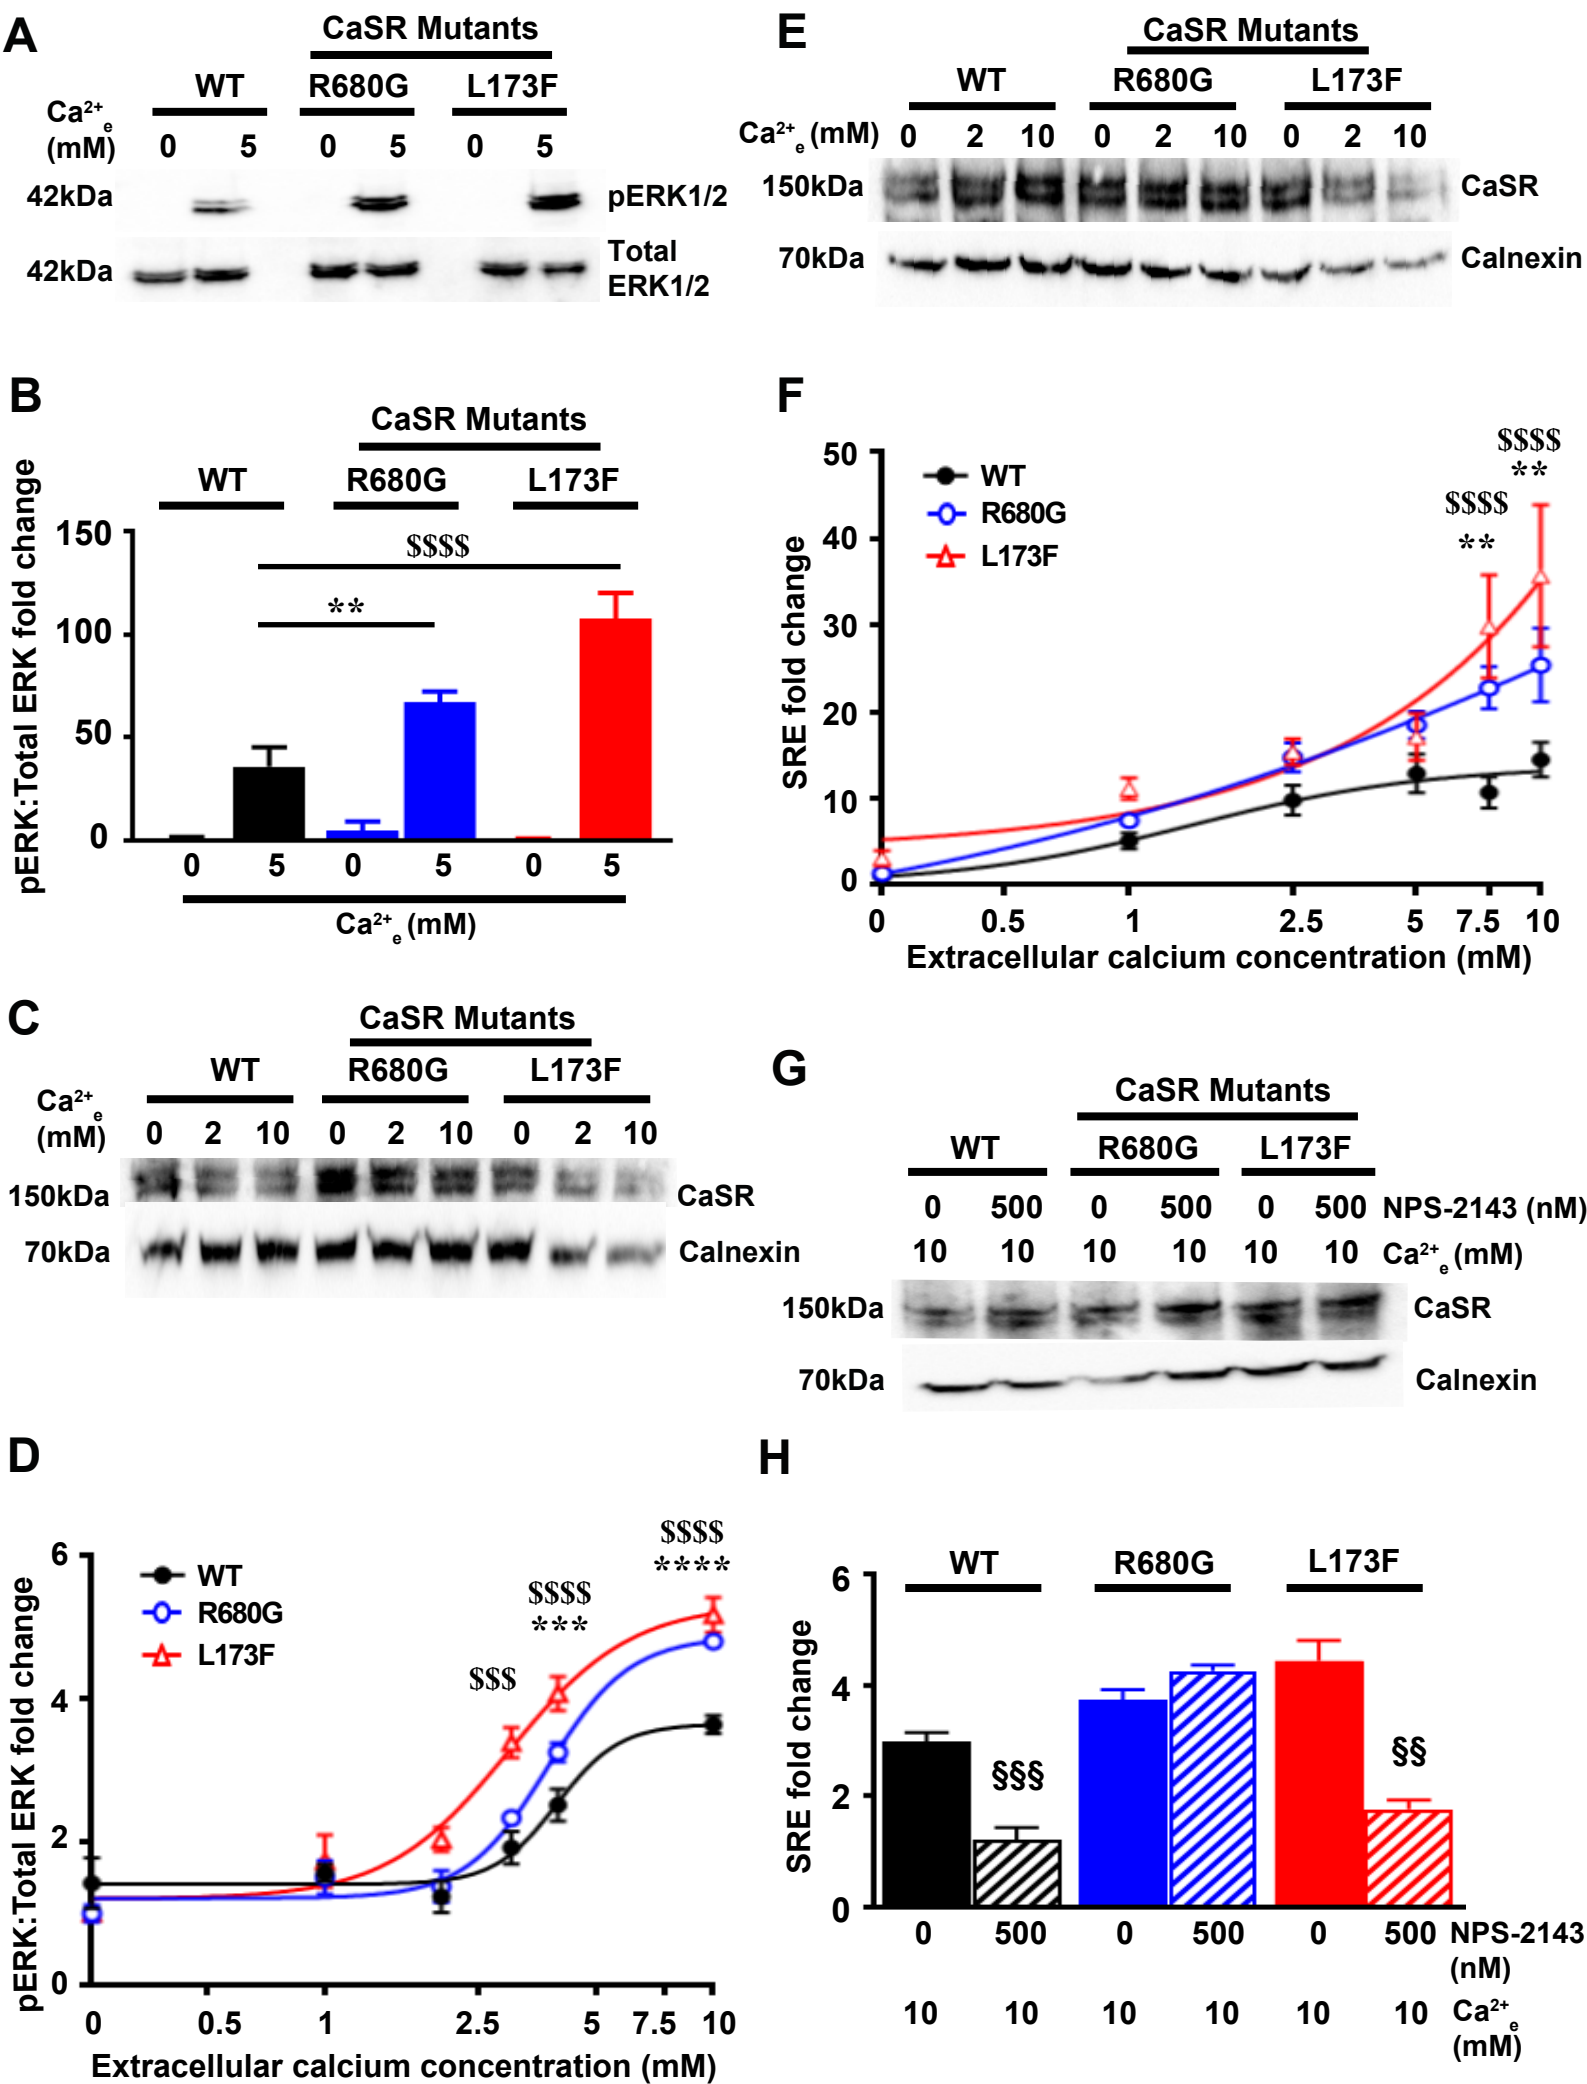 A
CaSR Mutants
WT R680G L173F
Ca2+e (mM) 0 5 0 5 0 5
42kDa pERK1/2
42kDa Total ERK1/2
B
CaSR Mutants
WT R680G L173F
pERK:Total ERK fold change
150
100
50
0
$$$$
**
0 5 0 5 0 5
Ca2+e (mM)
C
CaSR Mutants
WT R680G L173F
Ca2+e (mM) 0 2 10 0 2 10 0 2 10
150kDa CaSR
70kDa Calnexin
D
pERK:Total ERK fold change
6
4
2
0
WT
R680G
L173F
$$$
$$$$
***
$$$$
****
0 0.5 1 2.5 5 7.5 10
Extracellular calcium concentration (mM)
E
CaSR Mutants
WT R680G L173F
Ca2+e (mM) 0 2 10 0 2 10 0 2 10
150kDa CaSR
70kDa Calnexin
F
SRE fold change
50
40
30
20
10
0
WT
R680G
L173F
$$$$
**
$$$$
**
0 0.5 1 2.5 5 7.5 10
Extracellular calcium concentration (mM)
G
CaSR Mutants
WT R680G L173F
0 500 0 500 0 500 NPS-2143 (nM)
10 10 10 10 10 10 Ca2+e (mM)
150kDa CaSR
70kDa Calnexin
H
WT R680G L173F
SRE fold change
6
4
2
0
§§§
§§
0 500 0 500 0 500 NPS-2143 (nM)
10 10 10 10 10 10 Ca2+e (mM)